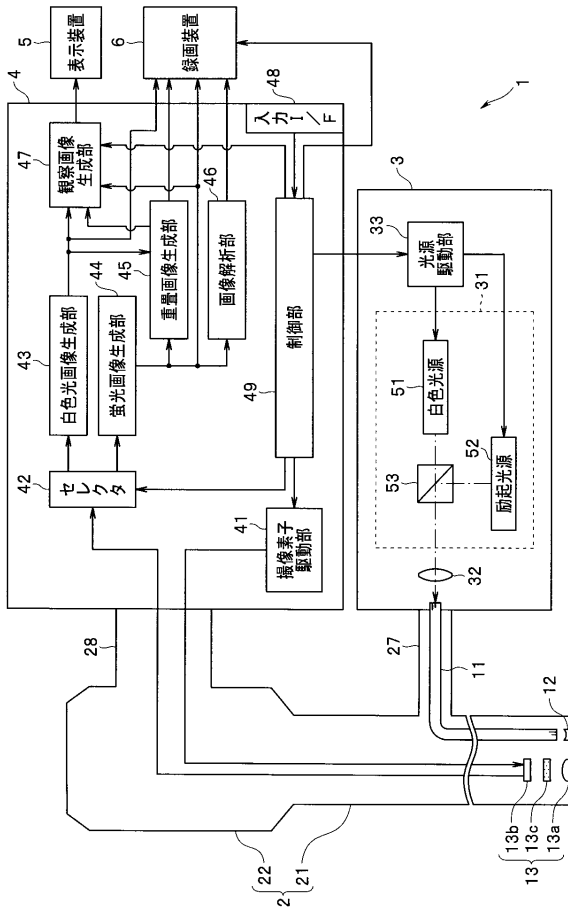 1
5
表示装置
6
録画装置
4
48
入力
I/F
47
観察画像
生成部
46
画像解析部
45
重畳画像生成部
44
蛍光画像生成部
43
白色光画像生成部
42
セレクタ
49
制御部
41
撮像素子
駆動部
3
33
光源
駆動部
31
51
白色光源
52
励起光源
53
32
28
27
11
12
13b
13c
13a
13
22
21
2